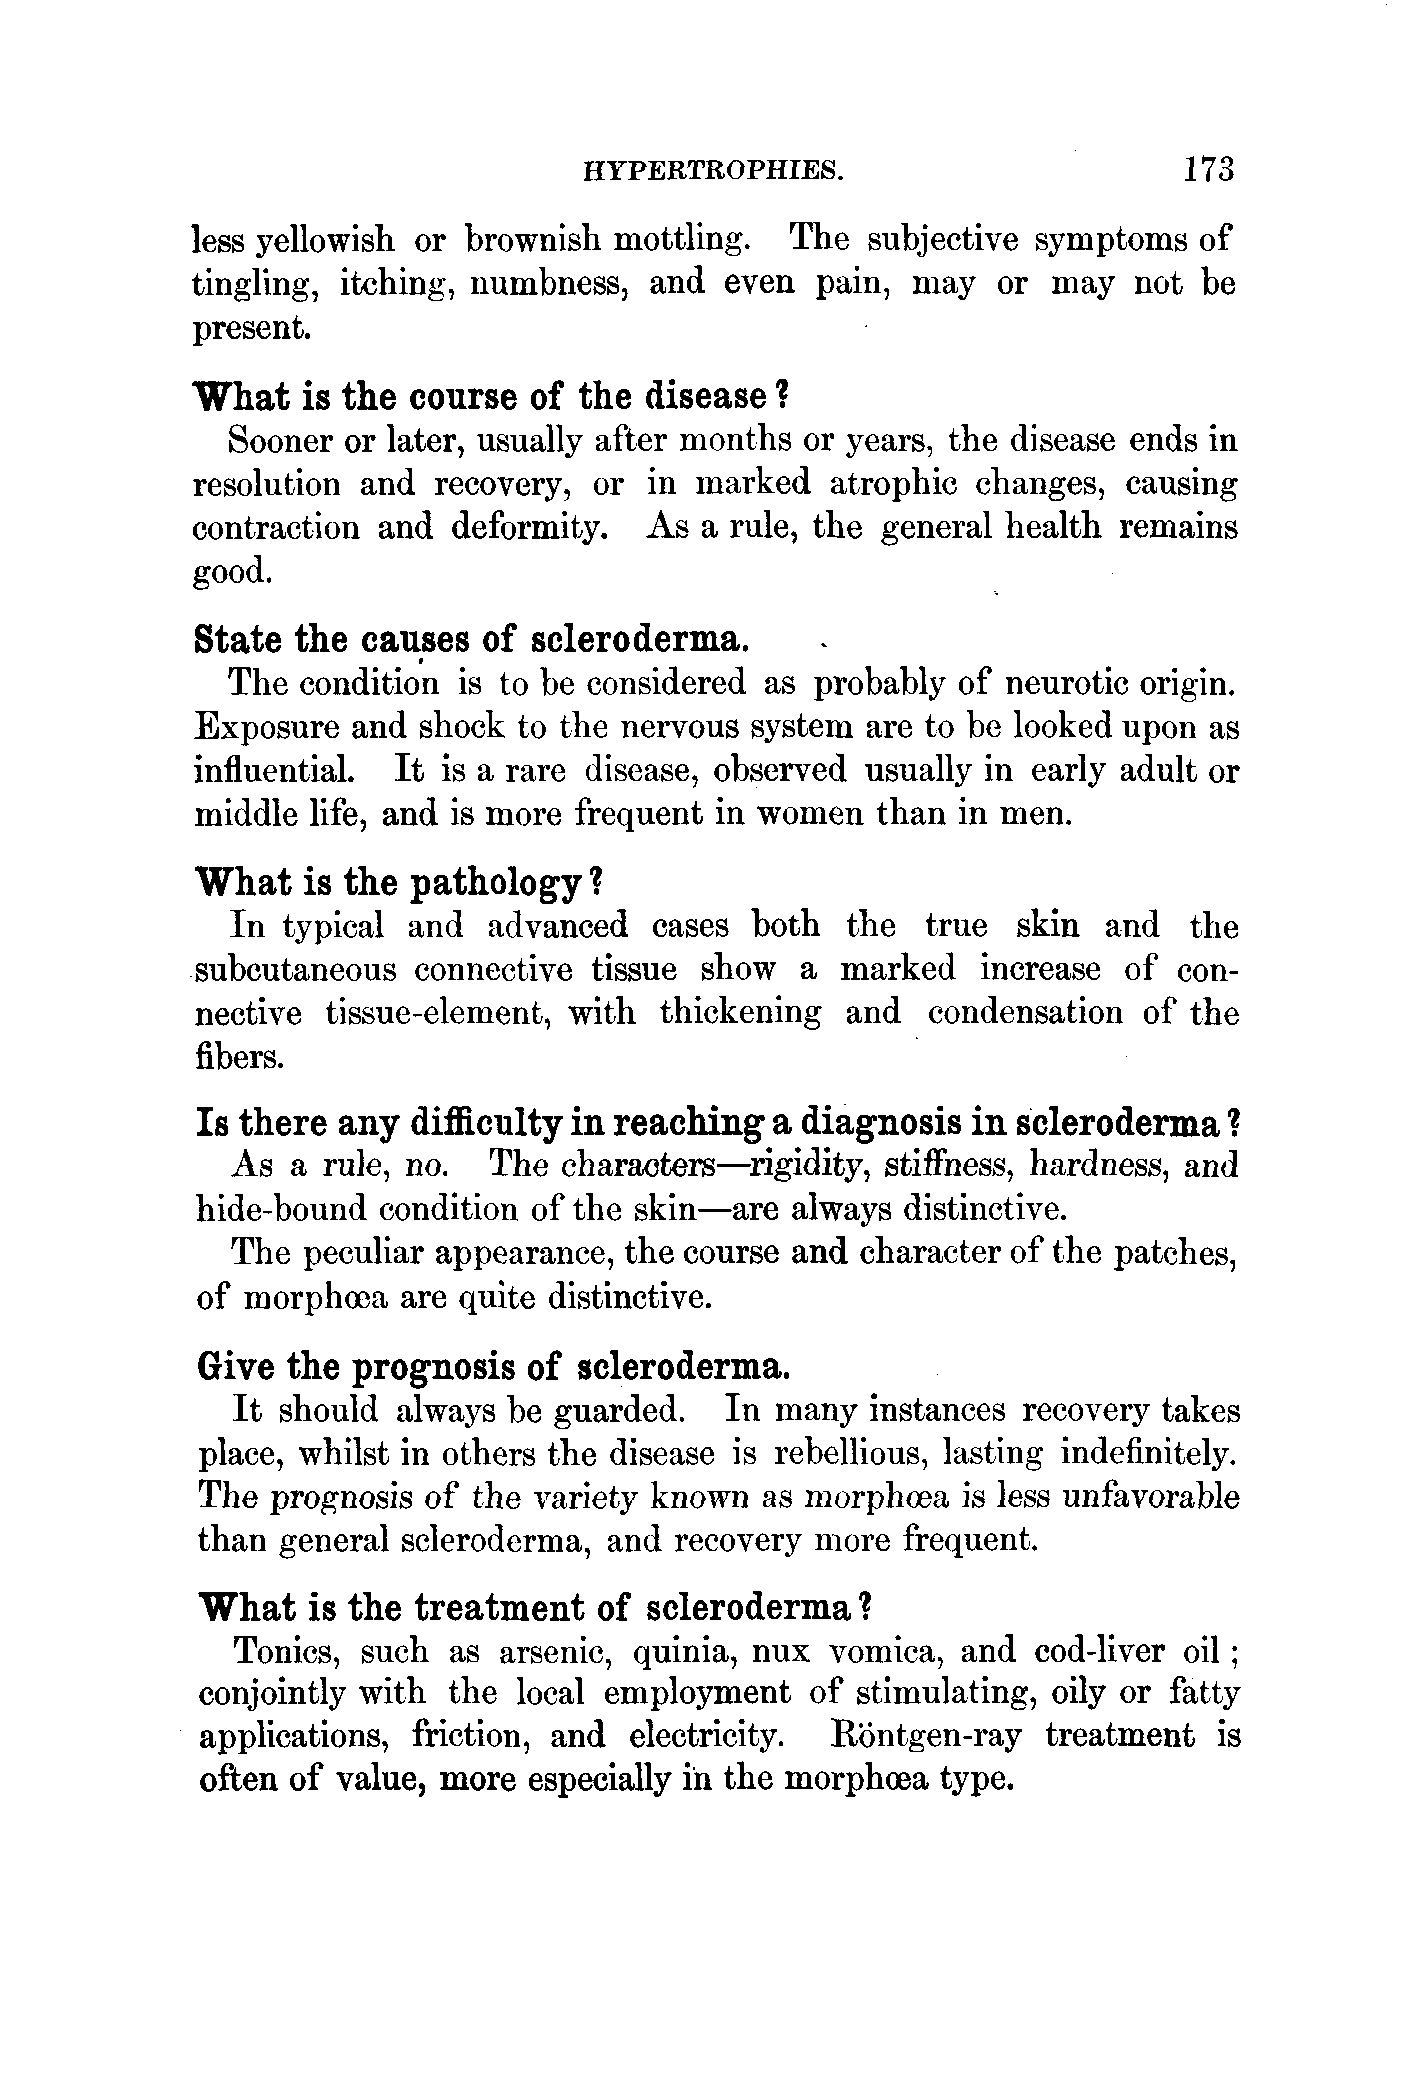 HYPERTROPHIES. 173
less yellowish or brownish mottling. The subjective symptoms of
tingling, itching, numbness, and even pain, may or may not be
present.
What is the course of the disease?
Sooner or later, usually after months or years, the disease ends in
resolution and recovery, or in marked atrophic changes, causing
contraction and deformity. As a rule, the general health remains
good.
State the causes of scleroderma.
The condition is to be considered as probably of neurotic origin.
Exposure and shock to the nervous system are to be looked upon as
influential. It is a rare disease, observed usually in early adult or
middle life, and is more frequent in women than in men.
What is the pathology?
In typical and advanced cases both the true skin and the
subcutaneous connective tissue show a marked increase of con-
nective tissue-element, with thickening and condensation of the
fibers.
Is there any difficulty in reaching a diagnosis in scleroderma?
As a rule, no. The characters—rigidity, stiffness, hardness, and
hide-bound condition of the skin—are always distinctive.
The peculiar appearance, the course and character of the patches,
of morphœa are quite distinctive.
Give the prognosis of scleroderma.
It should always be guarded. In many instances recovery takes
place, whilst in others the disease is rebellious, lasting indefinitely.
The prognosis of the variety known as morphœa is less unfavorable
than general scleroderma, and recovery more frequent.
What is the treatment of scleroderma?
Tonics, such as arsenic, quinia, nux vomica, and cod-liver oil;
conjointly with the local employment of stimulating, oily or fatty
applications, friction, and electricity. Röntgen-ray treatment is
often of value, more especially in the morphœa type.